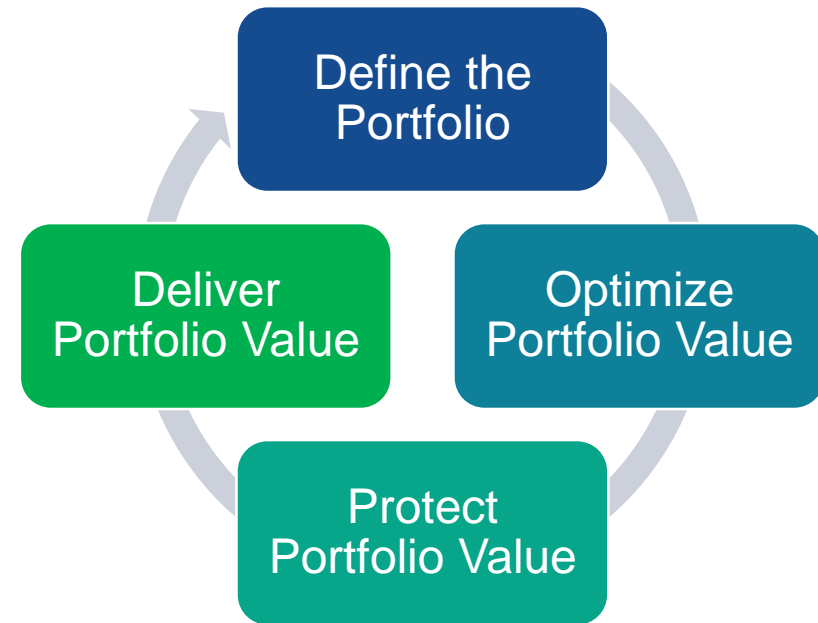 Define the
Portfolio
Optimize
Portfolio Value
Protect
Portfolio Value
Deliver
Portfolio Value